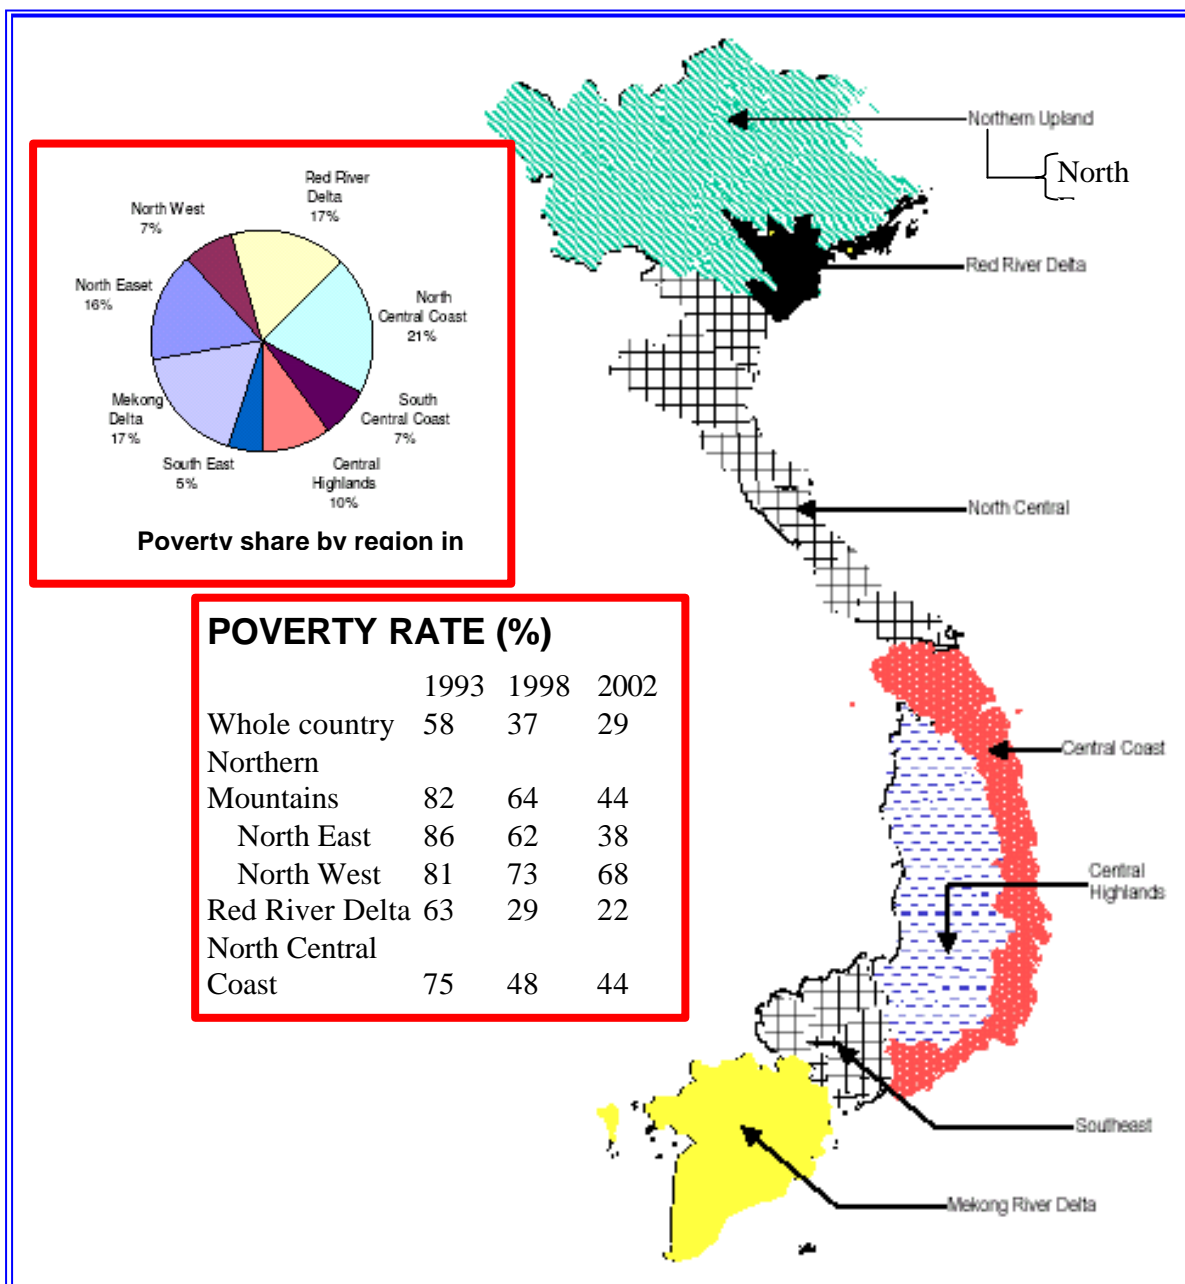 Northern Upland
North
Red River Delta
Red River
Delta
17%
North West
7%
North Easet
16%
North
Central Coast
21%
Mekong
Delta
17%
South
Central Coast
7%
South East
5%
Central
Highlands
10%
Poverty share by region in
North Central
POVERTY RATE (%)
1993 1998 2002
Whole country 58 37 29
Northern
Mountains 82 64 44
North East 86 62 38
North West 81 73 68
Red River Delta 63 29 22
North Central
Coast 75 48 44
Central Coast
Central
Highlands
Southeast
Mekong River Delta